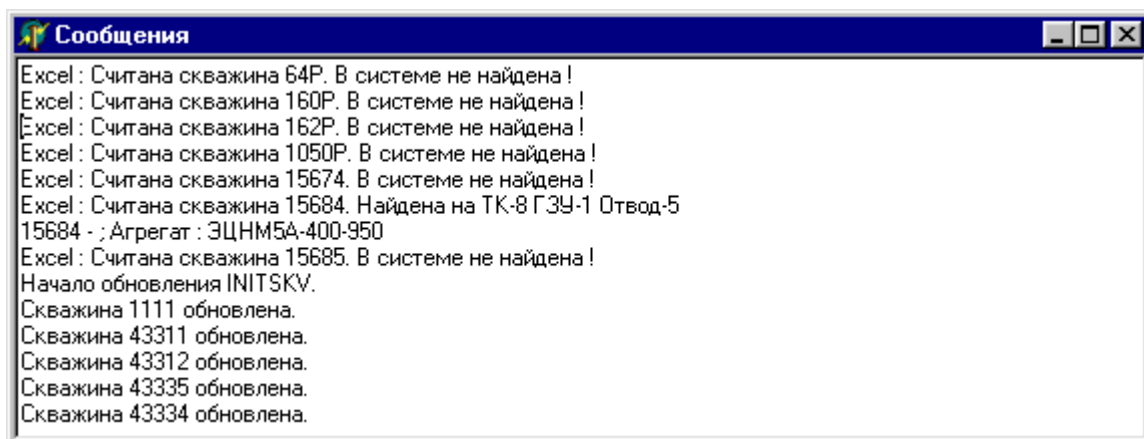 Сообщения
Excel : Считана скважина 64Р. В системе не найдена !
Excel : Считана скважина 160Р. В системе не найдена !
Excel : Считана скважина 162Р. В системе не найдена !
Excel : Считана скважина 1050Р. В системе не найдена !
Excel : Считана скважина 15674. В системе не найдена !
Excel : Считана скважина 15684. Найдена на ТК-8 ГЗУ-1 Отвод-5
15684 - ; Агрегат : ЭЦНМ5А-400-950
Excel : Считана скважина 15685. В системе не найдена !
Начало обновления INITSKV.
Скважина 1111 обновлена.
Скважина 43311 обновлена.
Скважина 43312 обновлена.
Скважина 43335 обновлена.
Скважина 43334 обновлена.